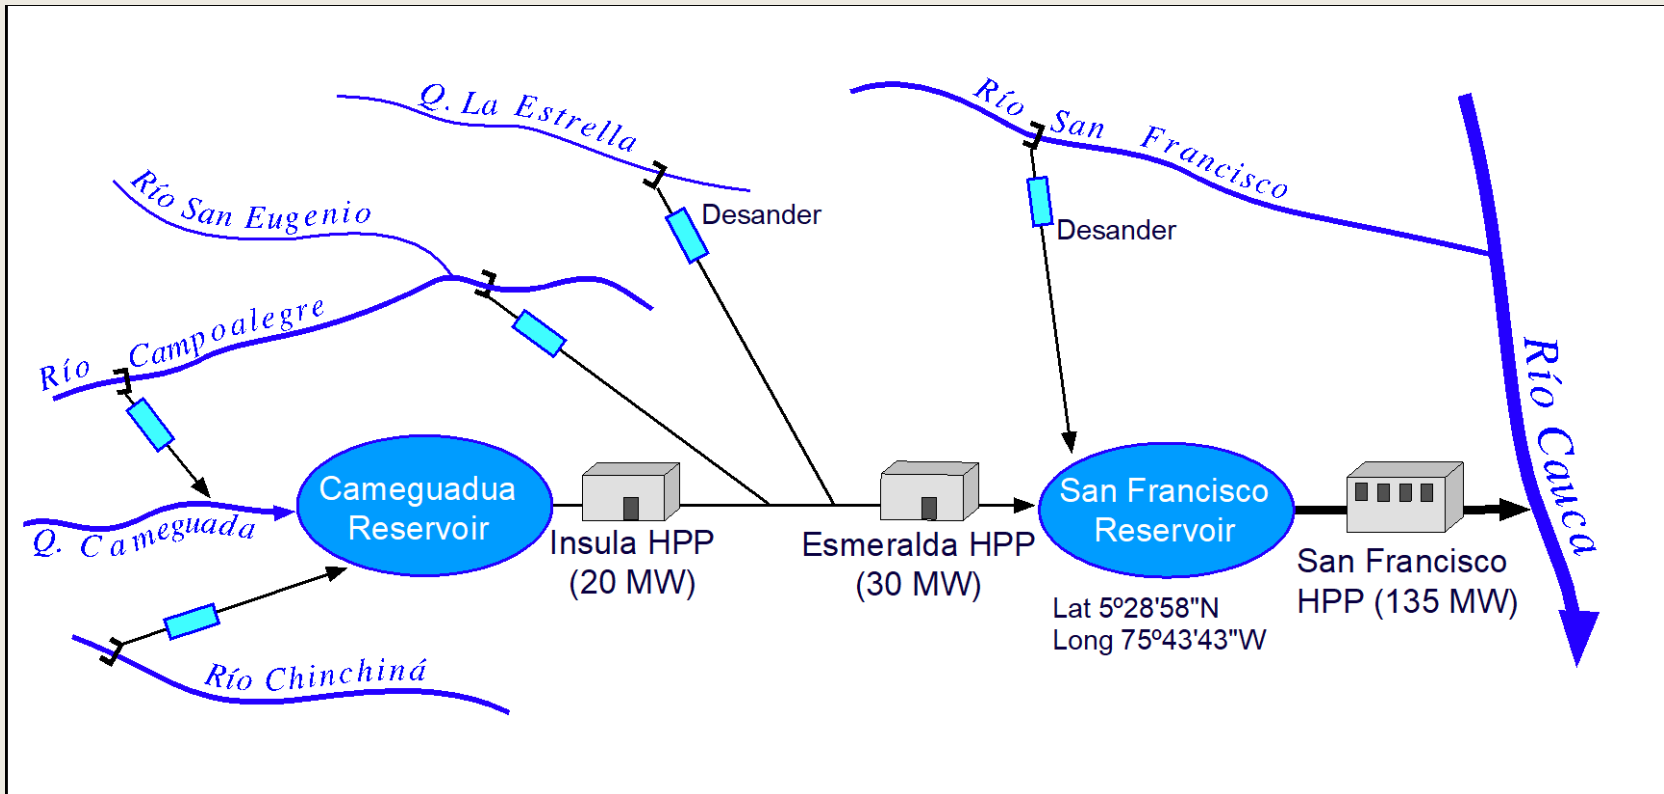 Q. La Estrella
Río San Francisco
Río San Eugenio
Desander
Desander
Río Campoalegre
Río Cauca
Cameguadua
Reservoir
San Francisco
Reservoir
Q. Cameguada
Insula HPP
(20 MW)
Esmeralda HPP
(30 MW)
San Francisco
HPP (135 MW)
Lat 5º28'58"N
Long 75º43'43"W
Río Chinchiná